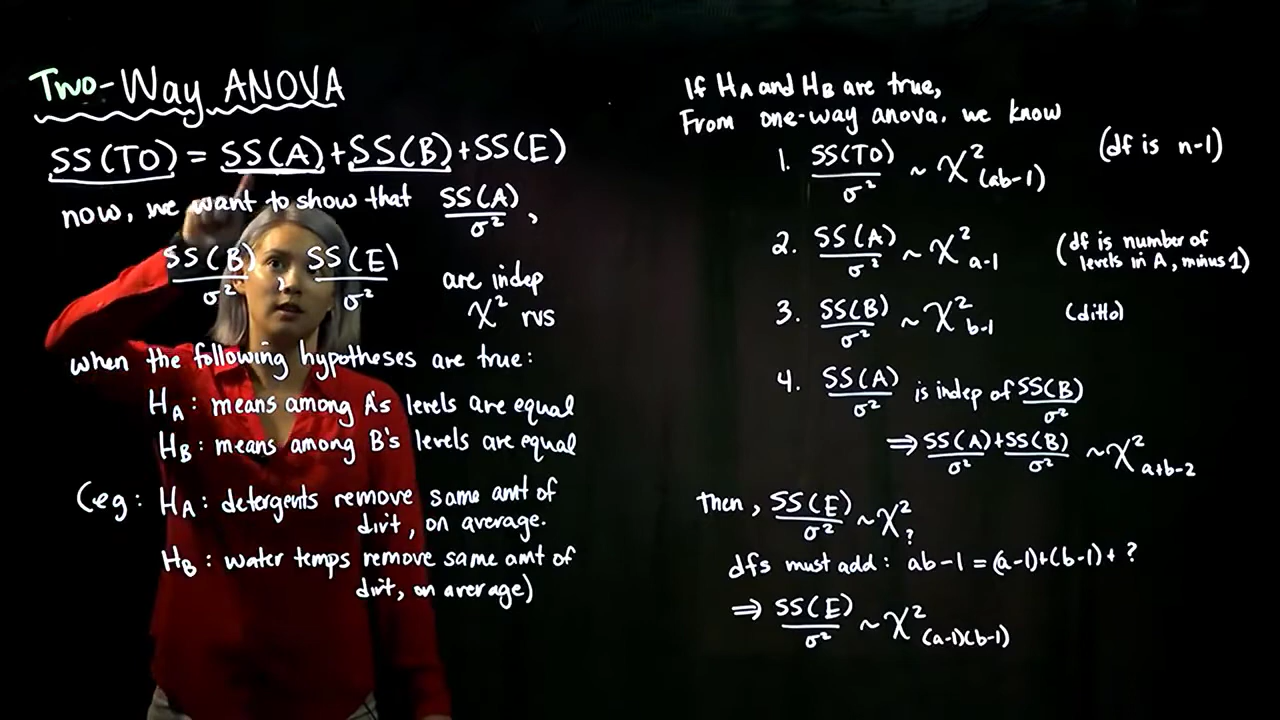 Two-Way ANOVA
SS(TO) = SS(A) + SS(B) + SS(E)
now, we want to show that SS(A)/σ²,
SS(B)/σ², SS(E)/σ² are indep
χ² rvs
when the following hypotheses are true:
H_A: means among A's levels are equal
H_B: means among B's levels are equal
(eg: H_A: detergents remove same amt of
dirt, on average.
H_B: water temps remove same amt of
dirt, on average)
If H_A and H_B are true,
From one-way anova. we know
1. SS(TO)/σ² ~ χ²_(ab-1) (df is n-1)
2. SS(A)/σ² ~ χ²_a-1 (df is number of
levels in A, minus 1)
3. SS(B)/σ² ~ χ²_b-1 (ditto)
4. SS(A)/σ² is indep of SS(B)/σ²
⇒ SS(A)/σ² + SS(B)/σ² ~ χ²_a+b-2
then, SS(E)/σ² ~ χ²_?
dfs must add: ab-1 = (a-1)+(b-1)+ ?
⇒ SS(E)/σ² ~ χ²_(a-1)(b-1)